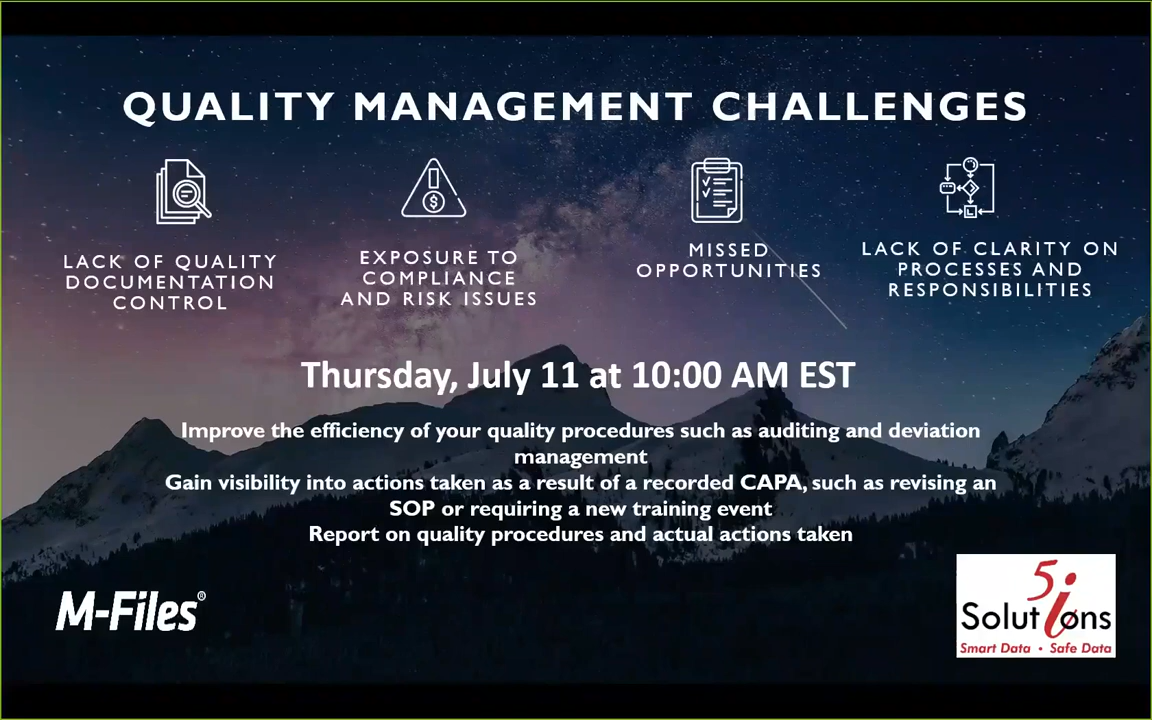 QUALITY MANAGEMENT CHALLENGES
LACK OF QUALITY
DOCUMENTATION
CONTROL
EXPOSURE TO
COMPLIANCE
AND RISK ISSUES
MISSED
OPPORTUNITIES
LACK OF CLARITY ON
PROCESSES AND
RESPONSIBILITIES
Thursday, July 11 at 10:00 AM EST
Improve the efficiency of your quality procedures such as auditing and deviation
management
Gain visibility into actions taken as a result of a recorded CAPA, such as revising an
SOP or requiring a new training event
Report on quality procedures and actual actions taken
M-Files®
5i
Solutions
Smart Data • Safe Data